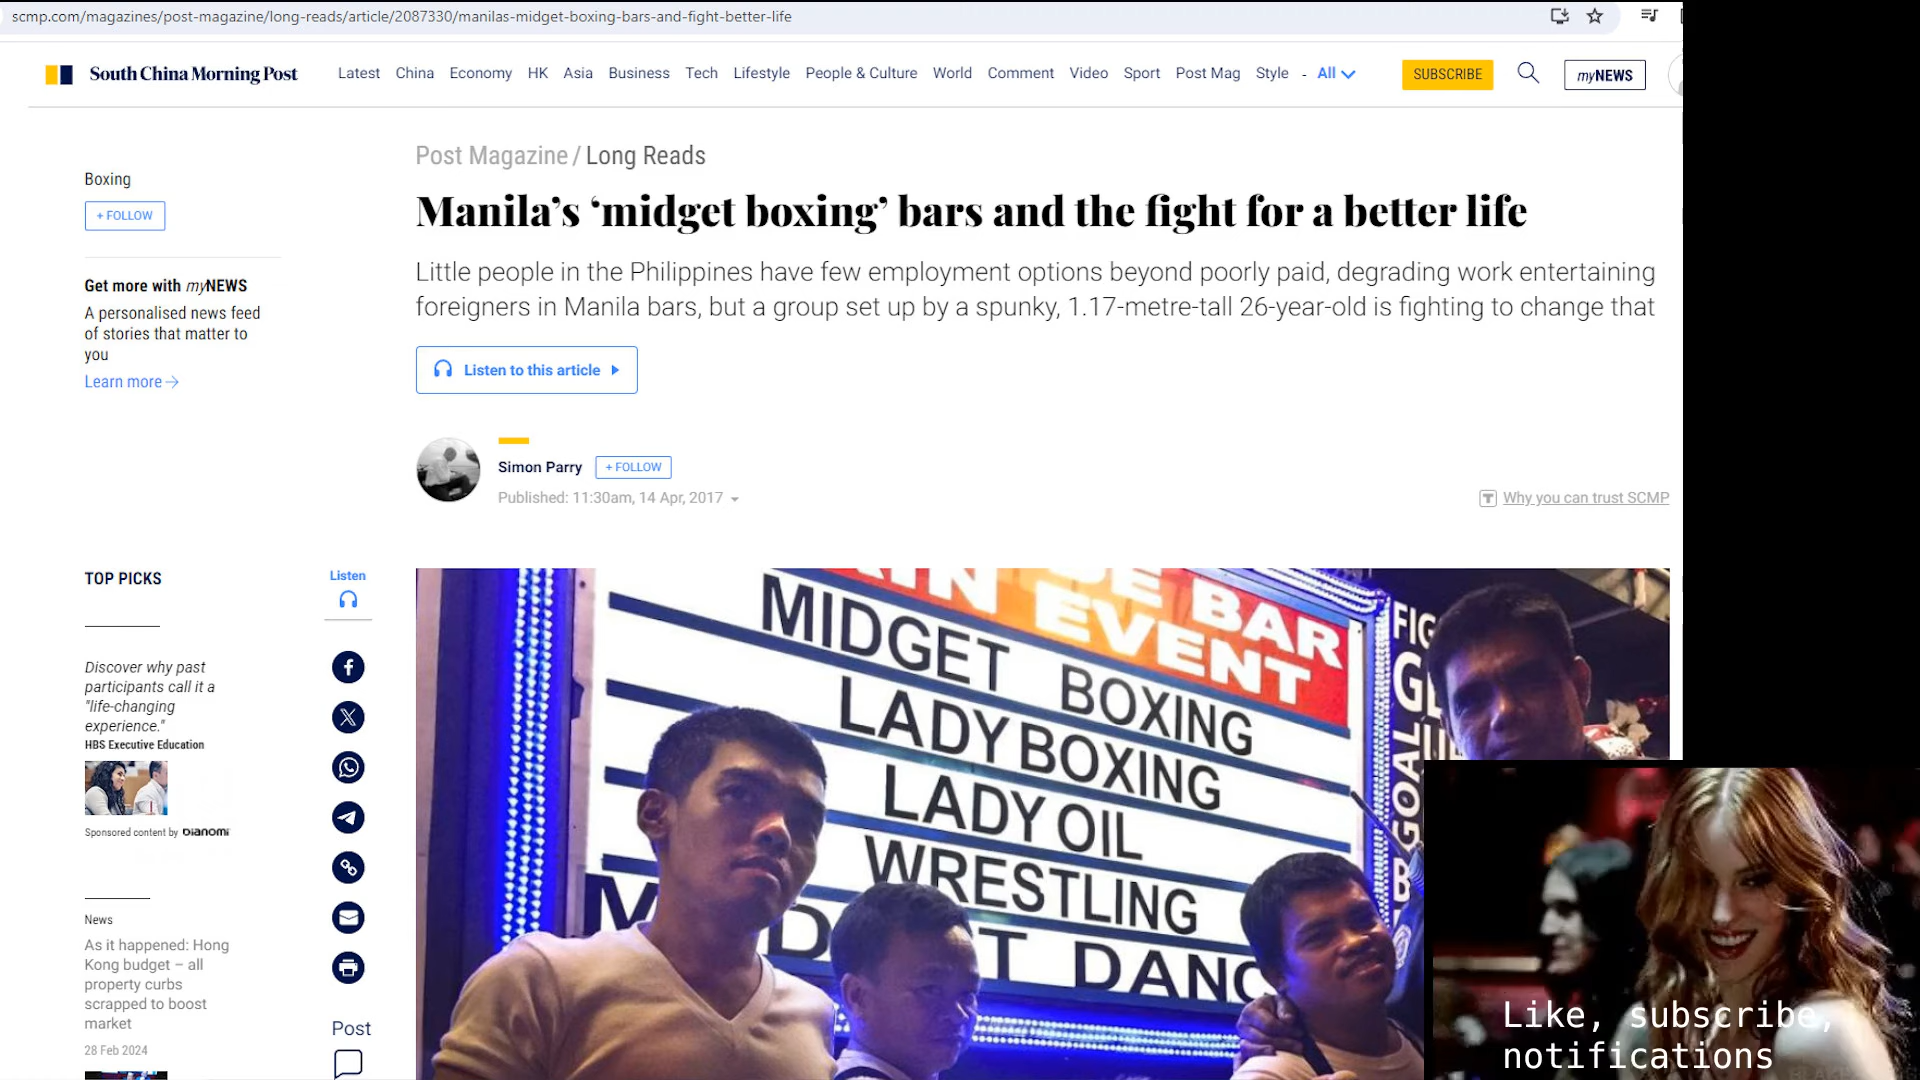 scmp.com/magazines/post-magazine/long-reads/article/2087330/manilas-midget-boxing-bars-and-fight-better-life
South China Morning Post
Latest China Economy HK Asia Business Tech Lifestyle People & Culture World Comment Video Sport Post Mag Style - All
SUBSCRIBE
myNEWS
Post Magazine / Long Reads
Boxing
+ FOLLOW
Manila's ‘midget boxing’ bars and the fight for a better life
Little people in the Philippines have few employment options beyond poorly paid, degrading work entertaining
foreigners in Manila bars, but a group set up by a spunky, 1.17-metre-tall 26-year-old is fighting to change that
Get more with myNEWS
A personalised news feed
of stories that matter to
you
Learn more
Listen to this article
Simon Parry + FOLLOW
Published: 11:30am, 14 Apr, 2017
Why you can trust SCMP
TOP PICKS
Listen
Discover why past
participants call it a
"life-changing
experience."
HBS Executive Education
Sponsored content by Dianomi
News
As it happened: Hong
Kong budget – all
property curbs
scrapped to boost
market
28 Feb 2024
Post
BAR
EVENT
MIDGET BOXING
LADY BOXING
LADY OIL
WRESTLING
Like, subscribe,
notifications